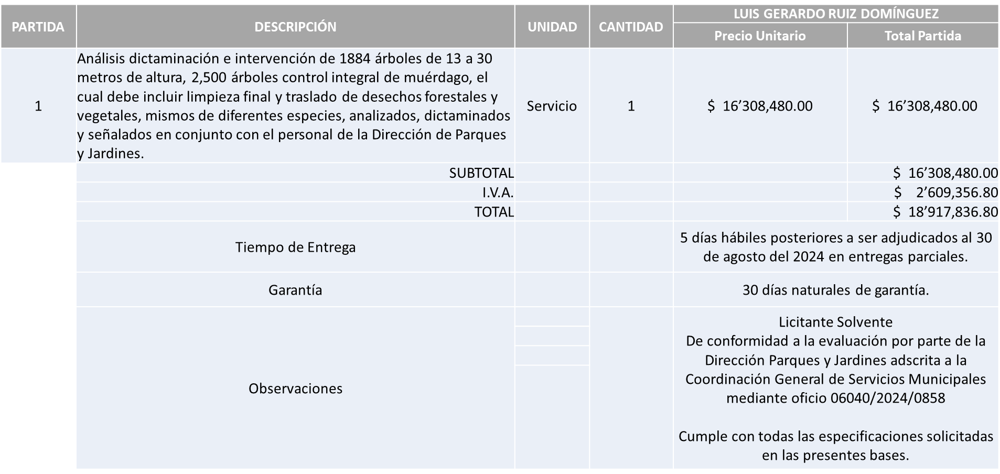 PARTIDA
DESCRIPCIÓN
UNIDAD
CANTIDAD
LUIS GERARDO RUIZ DOMÍNGUEZ
Precio Unitario
Total Partida
1
Análisis dictaminación e intervención de 1884 árboles de 13 a 30
metros de altura, 2,500 árboles control integral de muérdago, el
cual debe incluir limpieza final y traslado de desechos forestales y
vegetales, mismos de diferentes especies, analizados, dictaminados
y señalados en conjunto con el personal de la Dirección de Parques
y Jardines.
Servicio
1
$ 16’308,480.00
$ 16’308,480.00
SUBTOTAL
$ 16’308,480.00
I.V.A.
$ 2’609,356.80
TOTAL
$ 18’917,836.80
Tiempo de Entrega
5 días hábiles posteriores a ser adjudicados al 30
de agosto del 2024 en entregas parciales.
Garantía
30 días naturales de garantía.
Observaciones
Licitante Solvente
De conformidad a la evaluación por parte de la
Dirección Parques y Jardines adscrita a la
Coordinación General de Servicios Municipales
mediante oficio 06040/2024/0858
Cumple con todas las especificaciones solicitadas
en las presentes bases.